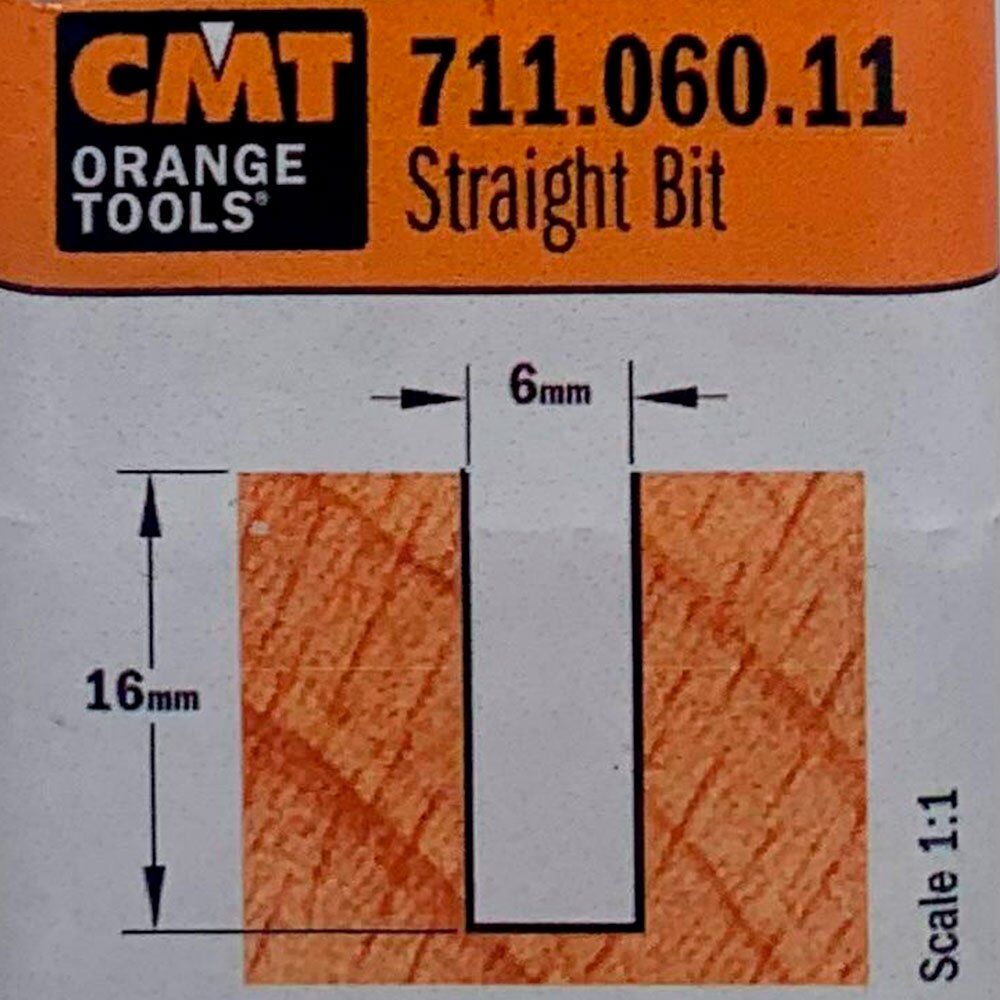 CMT
ORANGE
TOOLS®
711.060.11
Straight Bit
6mm
16mm
Scale 1:1